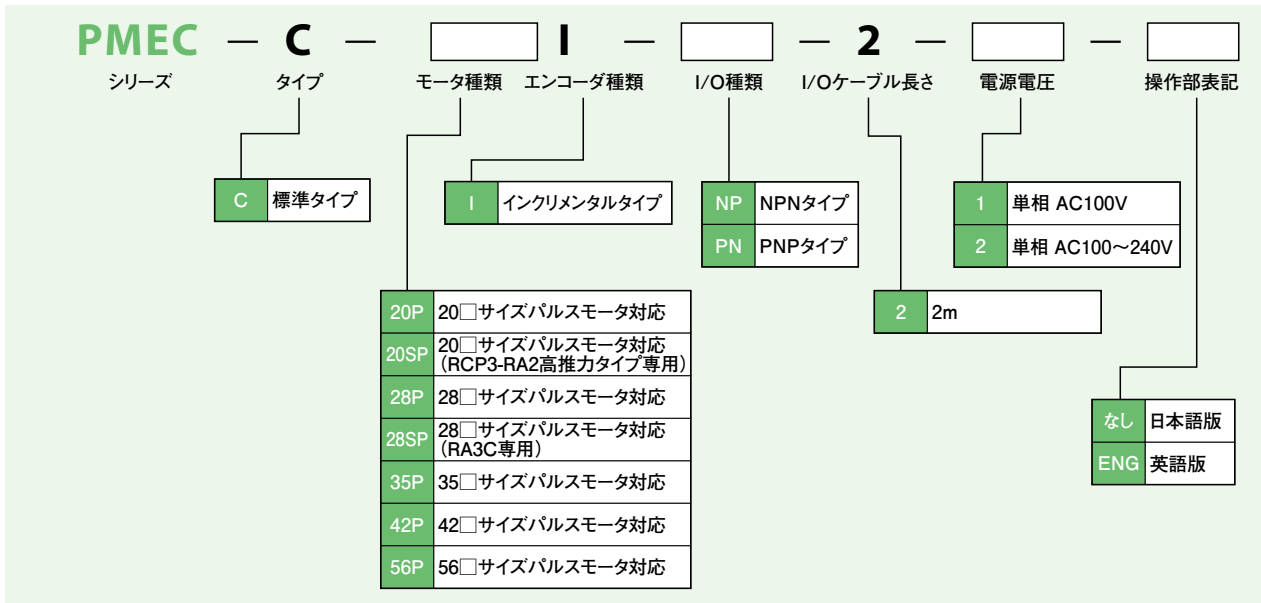 PMEC － C － □ I － □ － 2 － □ － □
シリーズ タイプ モータ種類 エンコーダ種類 I/O種類 I/Oケーブル長さ 電源電圧 操作部表記
C 標準タイプ
I インクリメンタルタイプ
NP NPNタイプ
PN PNPタイプ
1 単相 AC100V
2 単相 AC100～240V
20P 20□サイズパルスモータ対応
20SP 20□サイズパルスモータ対応
（RCP3-RA2高推力タイプ専用）
28P 28□サイズパルスモータ対応
28SP 28□サイズパルスモータ対応
（RA3C専用）
35P 35□サイズパルスモータ対応
42P 42□サイズパルスモータ対応
56P 56□サイズパルスモータ対応
2 2m
なし 日本語版
ENG 英語版